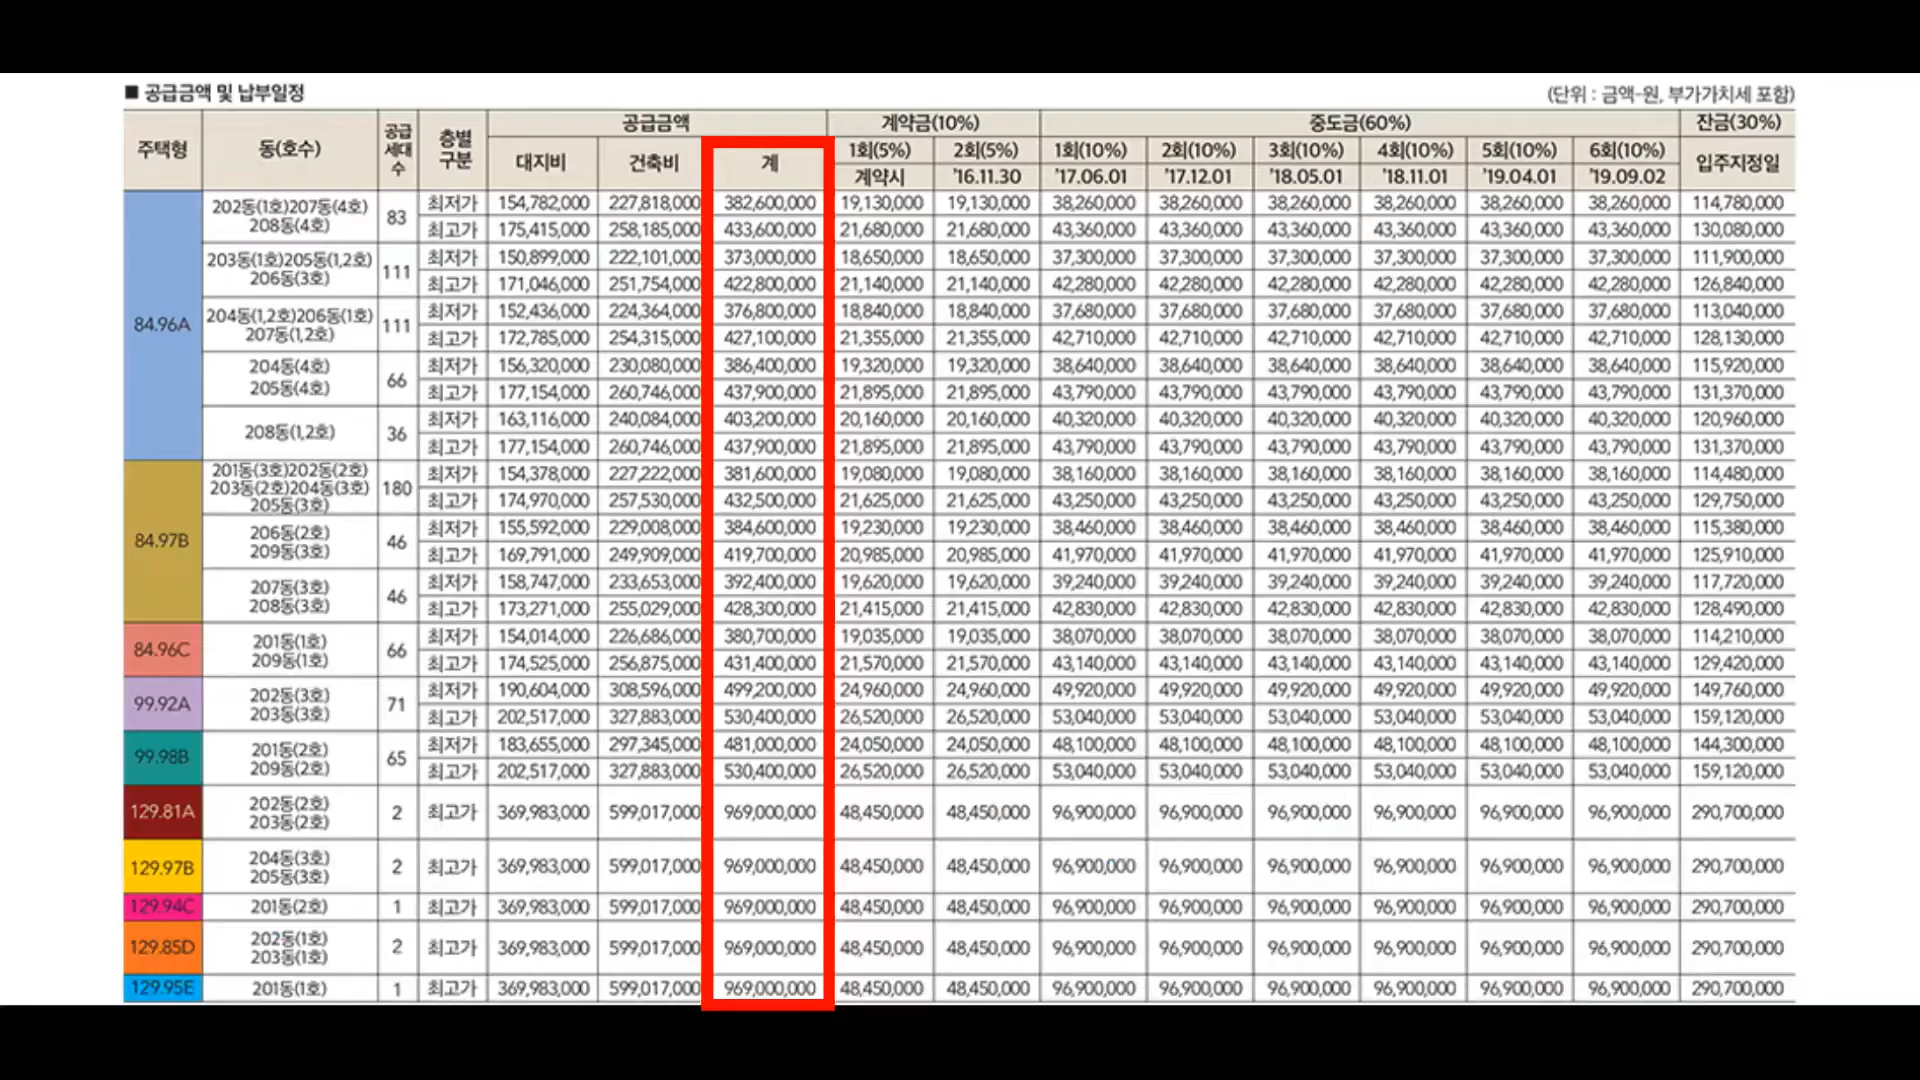 ■ 공급금액 및 납부일정
(단위 : 금액-원, 부가가치세 포함)
주택형 동(호수) 공급세대수 층별구분 공급금액 계약금(10%) 중도금(60%) 잔금(30%)
대지비 건축비 계 1회(5%) 2회(5%) 1회(10%) 2회(10%) 3회(10%) 4회(10%) 5회(10%) 6회(10%) 입주지정일
계약시 '16.11.30 '17.06.01 '17.12.01 '18.05.01 '18.11.01 '19.04.01 '19.09.02
84.96A
202동(1호)207동(4호)
208동(4호)
83
최저가 154,782,000 227,818,000 382,600,000 19,130,000 19,130,000 38,260,000 38,260,000 38,260,000 38,260,000 38,260,000 38,260,000 114,780,000
최고가 175,415,000 258,185,000 433,600,000 21,680,000 21,680,000 43,360,000 43,360,000 43,360,000 43,360,000 43,360,000 43,360,000 130,080,000
203동(1호)205동(1,2호)
206동(3호)
111
최저가 150,899,000 222,101,000 373,000,000 18,650,000 18,650,000 37,300,000 37,300,000 37,300,000 37,300,000 37,300,000 37,300,000 111,900,000
최고가 171,046,000 251,754,000 422,800,000 21,140,000 21,140,000 42,280,000 42,280,000 42,280,000 42,280,000 42,280,000 42,280,000 126,840,000
204동(1,2호)206동(1호)
207동(1,2호)
111
최저가 152,436,000 224,364,000 376,800,000 18,840,000 18,840,000 37,680,000 37,680,000 37,680,000 37,680,000 37,680,000 37,680,000 113,040,000
최고가 172,785,000 254,315,000 427,100,000 21,355,000 21,355,000 42,710,000 42,710,000 42,710,000 42,710,000 42,710,000 42,710,000 128,130,000
204동(4호)
205동(4호)
66
최저가 156,320,000 230,080,000 386,400,000 19,320,000 19,320,000 38,640,000 38,640,000 38,640,000 38,640,000 38,640,000 38,640,000 115,920,000
최고가 177,154,000 260,746,000 437,900,000 21,895,000 21,895,000 43,790,000 43,790,000 43,790,000 43,790,000 43,790,000 43,790,000 131,370,000
208동(1,2호)
36
최저가 163,116,000 240,084,000 403,200,000 20,160,000 20,160,000 40,320,000 40,320,000 40,320,000 40,320,000 40,320,000 40,320,000 120,960,000
최고가 177,154,000 260,746,000 437,900,000 21,895,000 21,895,000 43,790,000 43,790,000 43,790,000 43,790,000 43,790,000 43,790,000 131,370,000
84.97B
201동(3호)202동(2호)
203동(2호)204동(3호)
205동(3호)
180
최저가 154,378,000 227,222,000 381,600,000 19,080,000 19,080,000 38,160,000 38,160,000 38,160,000 38,160,000 38,160,000 38,160,000 114,480,000
최고가 174,970,000 257,530,000 432,500,000 21,625,000 21,625,000 43,250,000 43,250,000 43,250,000 43,250,000 43,250,000 43,250,000 129,750,000
206동(2호)
209동(3호)
46
최저가 155,592,000 229,008,000 384,600,000 19,230,000 19,230,000 38,460,000 38,460,000 38,460,000 38,460,000 38,460,000 38,460,000 115,380,000
최고가 169,791,000 249,909,000 419,700,000 20,985,000 20,985,000 41,970,000 41,970,000 41,970,000 41,970,000 41,970,000 41,970,000 125,910,000
207동(3호)
208동(3호)
46
최저가 158,747,000 233,653,000 392,400,000 19,620,000 19,620,000 39,240,000 39,240,000 39,240,000 39,240,000 39,240,000 39,240,000 117,720,000
최고가 173,271,000 255,029,000 428,300,000 21,415,000 21,415,000 42,830,000 42,830,000 42,830,000 42,830,000 42,830,000 42,830,000 128,490,000
84.96C
201동(1호)
209동(1호)
66
최저가 154,014,000 226,686,000 380,700,000 19,035,000 19,035,000 38,070,000 38,070,000 38,070,000 38,070,000 38,070,000 38,070,000 114,210,000
최고가 174,525,000 256,875,000 431,400,000 21,570,000 21,570,000 43,140,000 43,140,000 43,140,000 43,140,000 43,140,000 43,140,000 129,420,000
99.92A
202동(3호)
203동(3호)
71
최저가 190,604,000 308,596,000 499,200,000 24,960,000 24,960,000 49,920,000 49,920,000 49,920,000 49,920,000 49,920,000 49,920,000 149,760,000
최고가 202,517,000 327,883,000 530,400,000 26,520,000 26,520,000 53,040,000 53,040,000 53,040,000 53,040,000 53,040,000 53,040,000 159,120,000
99.98B
201동(2호)
209동(2호)
65
최저가 183,655,000 297,345,000 481,000,000 24,050,000 24,050,000 48,100,000 48,100,000 48,100,000 48,100,000 48,100,000 48,100,000 144,300,000
최고가 202,517,000 327,883,000 530,400,000 26,520,000 26,520,000 53,040,000 53,040,000 53,040,000 53,040,000 53,040,000 53,040,000 159,120,000
129.81A
202동(2호)
203동(2호)
2 최고가 369,983,000 599,017,000 969,000,000 48,450,000 48,450,000 96,900,000 96,900,000 96,900,000 96,900,000 96,900,000 96,900,000 290,700,000
129.97B
204동(3호)
205동(3호)
2 최고가 369,983,000 599,017,000 969,000,000 48,450,000 48,450,000 96,900,000 96,900,000 96,900,000 96,900,000 96,900,000 96,900,000 290,700,000
129.94C 201동(2호) 1 최고가 369,983,000 599,017,000 969,000,000 48,450,000 48,450,000 96,900,000 96,900,000 96,900,000 96,900,000 96,900,000 96,900,000 290,700,000
129.85D
202동(1호)
203동(1호)
2 최고가 369,983,000 599,017,000 969,000,000 48,450,000 48,450,000 96,900,000 96,900,000 96,900,000 96,900,000 96,900,000 96,900,000 290,700,000
129.95E 201동(1호) 1 최고가 369,983,000 599,017,000 969,000,000 48,450,000 48,450,000 96,900,000 96,900,000 96,900,000 96,900,000 96,900,000 96,900,000 290,700,000